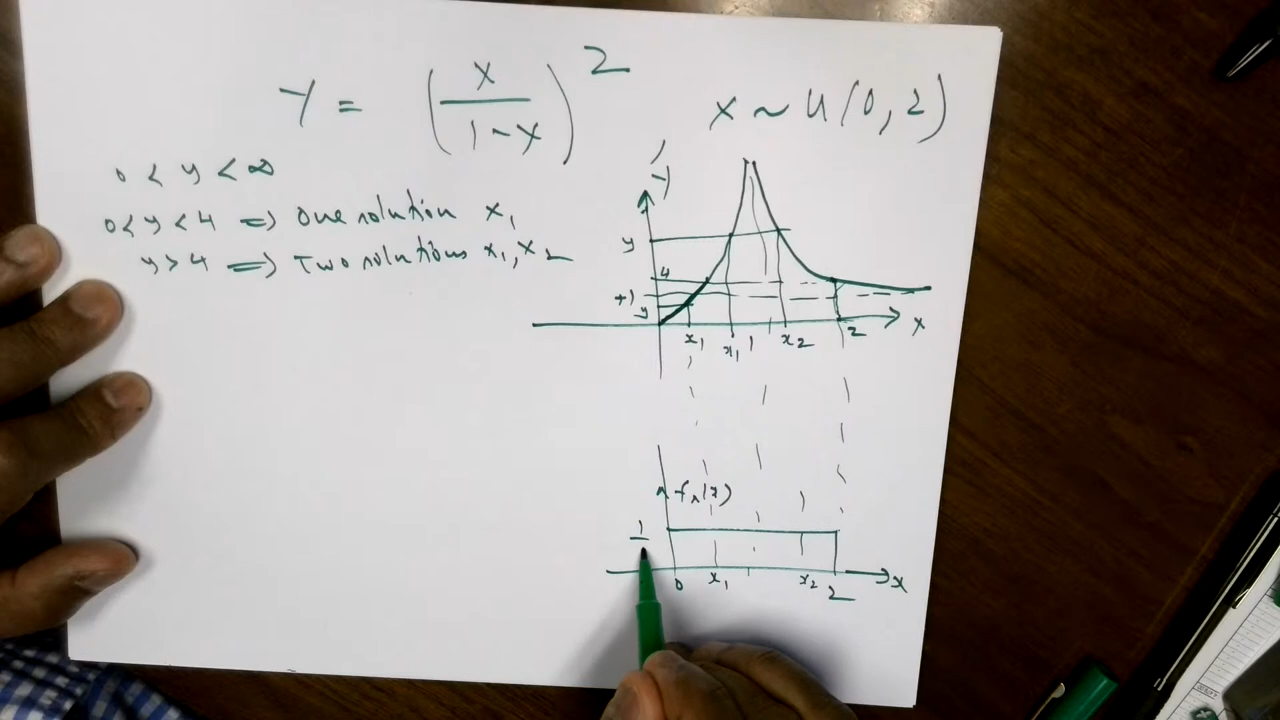 Y = (x / 1-x)^2
X ~ U(0, 2)
0 < y < ∞
0 < y < 4 => one solution x₁
y > 4 => Two solutions x₁, x₂
Y
y
4
+1
y
x₁ x₁ 1 x₂ 2 x
fₓ(x)
1
0 x₁ x₂ 2 x